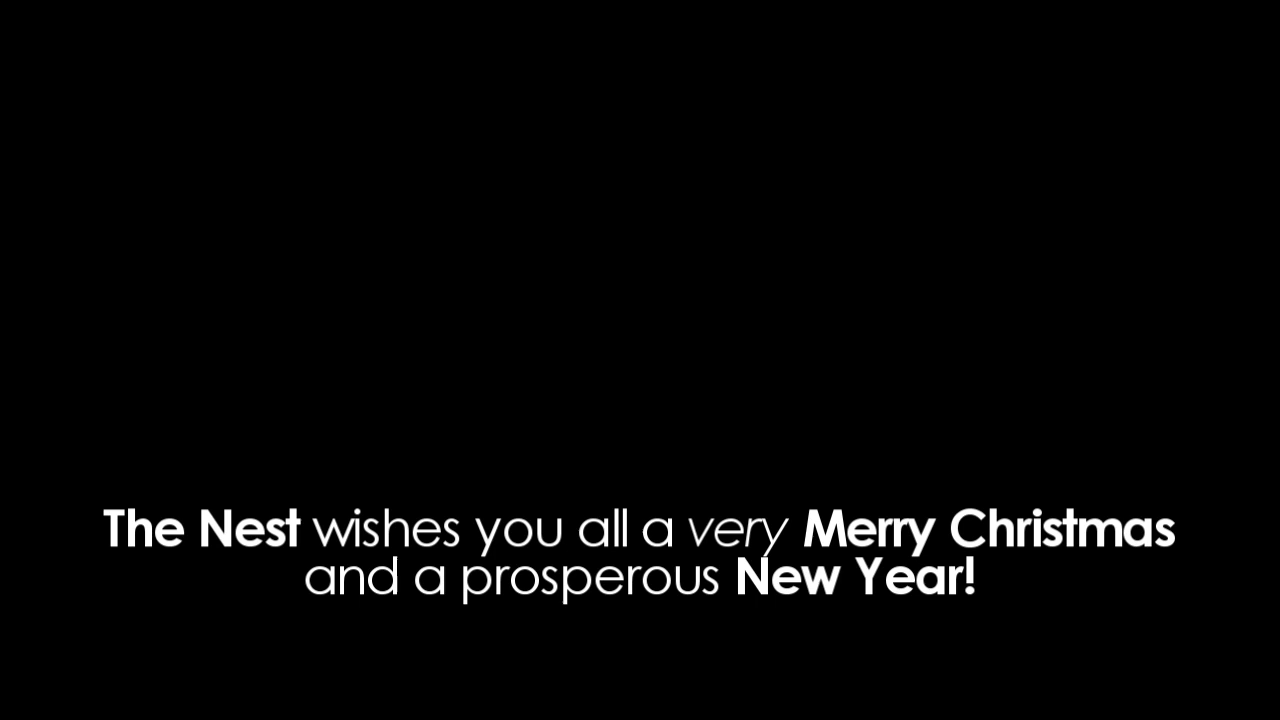 The Nest wishes you all a very Merry Christmas
and a prosperous New Year!